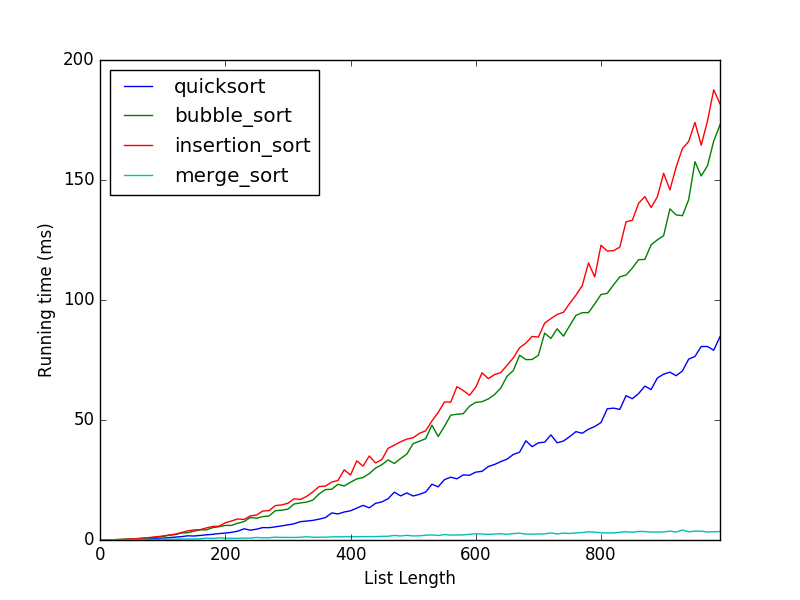 200
150
100
50
0
Running time (ms)
quicksort
bubble_sort
insertion_sort
merge_sort
0 200 400 600 800
List Length